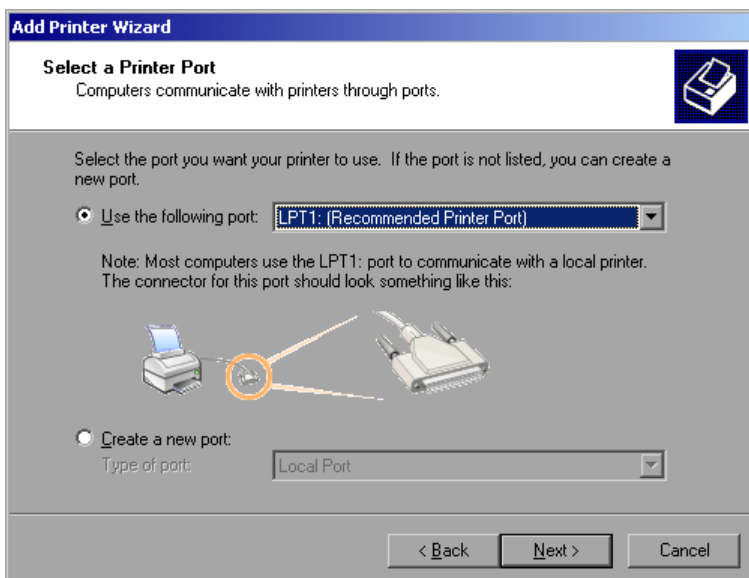 Add Printer Wizard
Select a Printer Port
Computers communicate with printers through ports.
Select the port you want your printer to use. If the port is not listed, you can create a
new port.
Use the following port: LPT1: (Recommended Printer Port)
Note: Most computers use the LPT1: port to communicate with a local printer.
The connector for this port should look something like this:
Create a new port:
Type of port: Local Port
< Back Next > Cancel